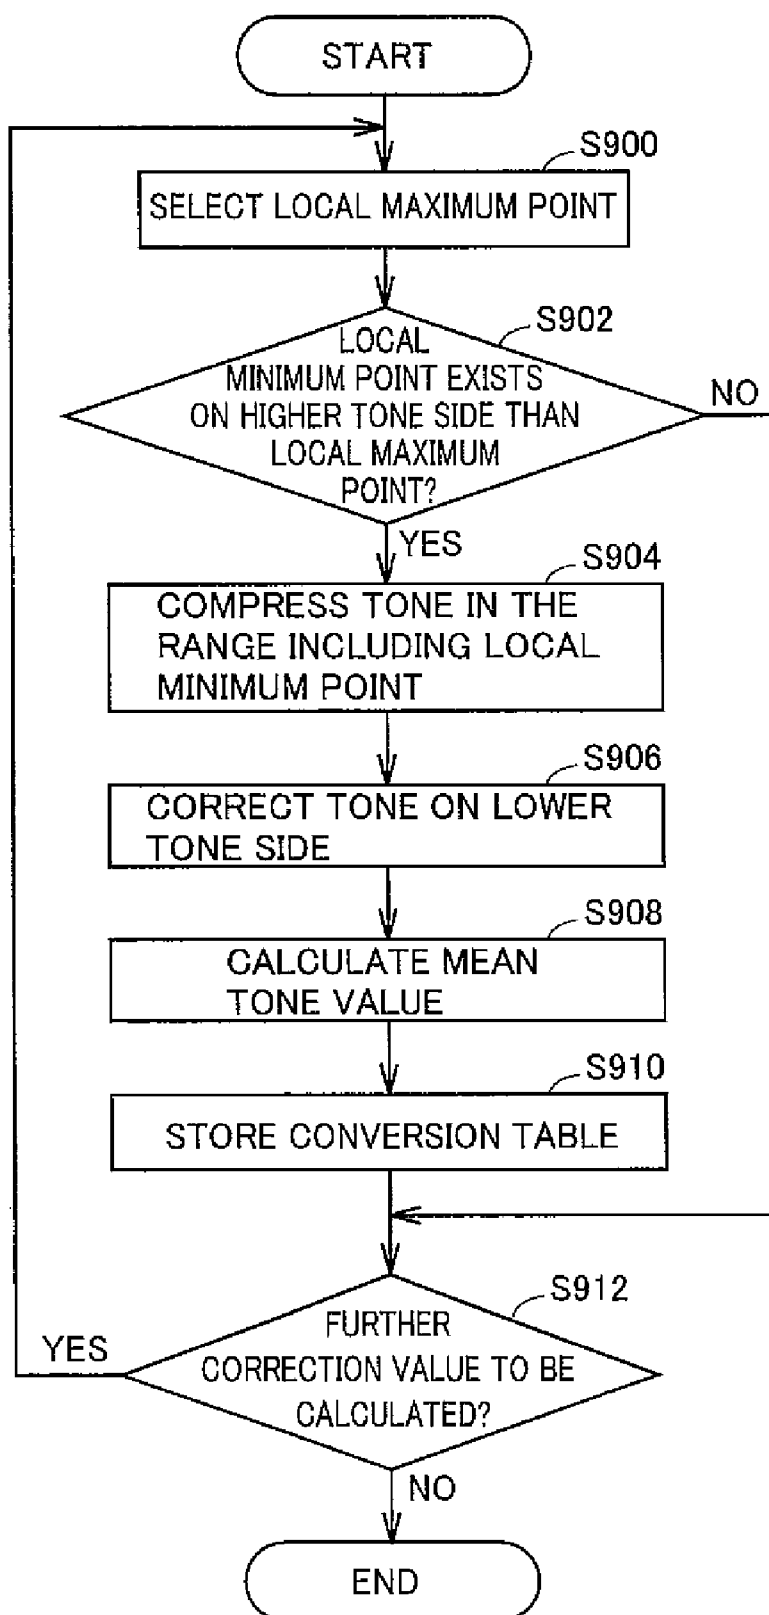 START
S900
SELECT LOCAL MAXIMUM POINT
S902
LOCAL
MINIMUM POINT EXISTS
ON HIGHER TONE SIDE THAN
LOCAL MAXIMUM
POINT?
NO
YES
S904
COMPRESS TONE IN THE
RANGE INCLUDING LOCAL
MINIMUM POINT
S906
CORRECT TONE ON LOWER
TONE SIDE
S908
CALCULATE MEAN
TONE VALUE
S910
STORE CONVERSION TABLE
S912
FURTHER
CORRECTION VALUE TO BE
CALCULATED?
YES
NO
END